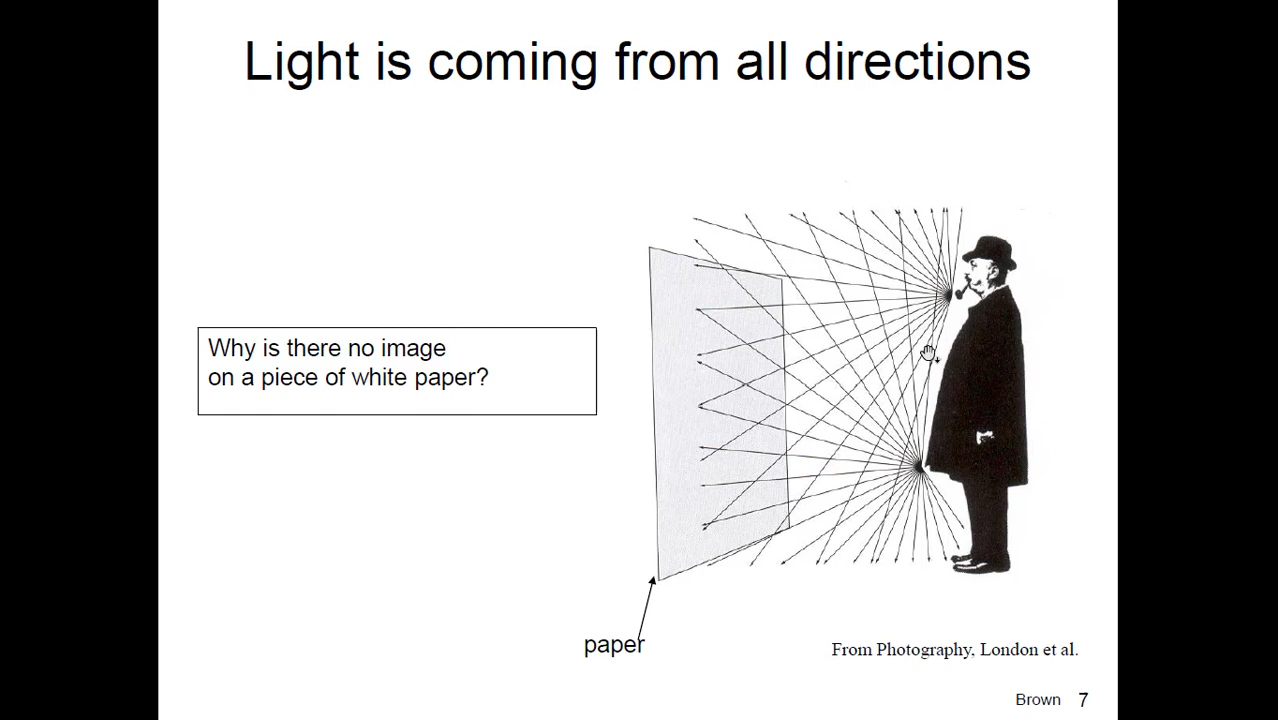 Light is coming from all directions
Why is there no image
on a piece of white paper?
paper
From Photography, London et al.
Brown 7